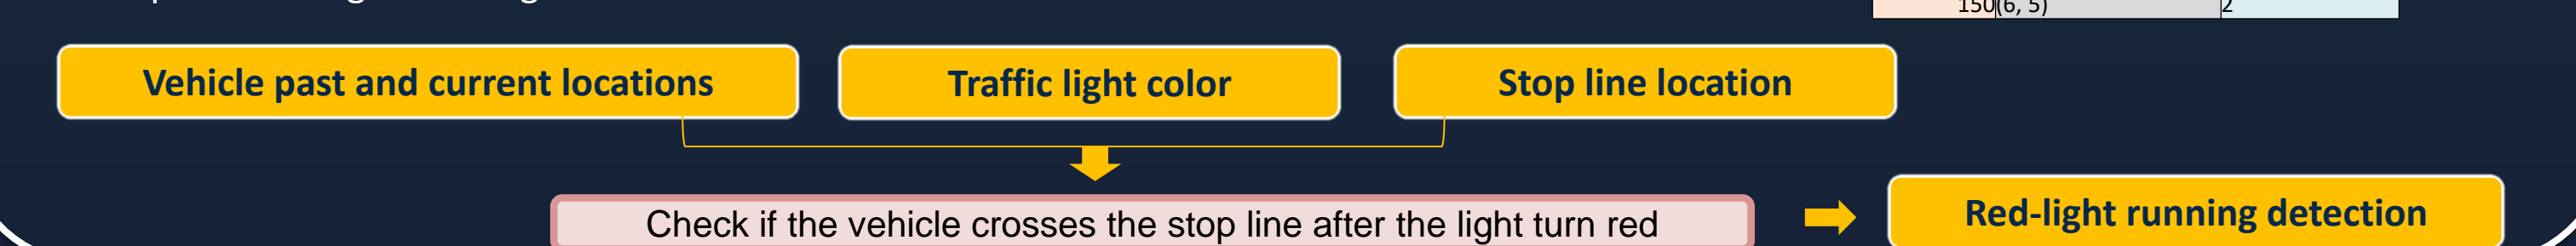 150 (6, 5) 2
Vehicle past and current locations
Traffic light color
Stop line location
Check if the vehicle crosses the stop line after the light turn red
Red-light running detection